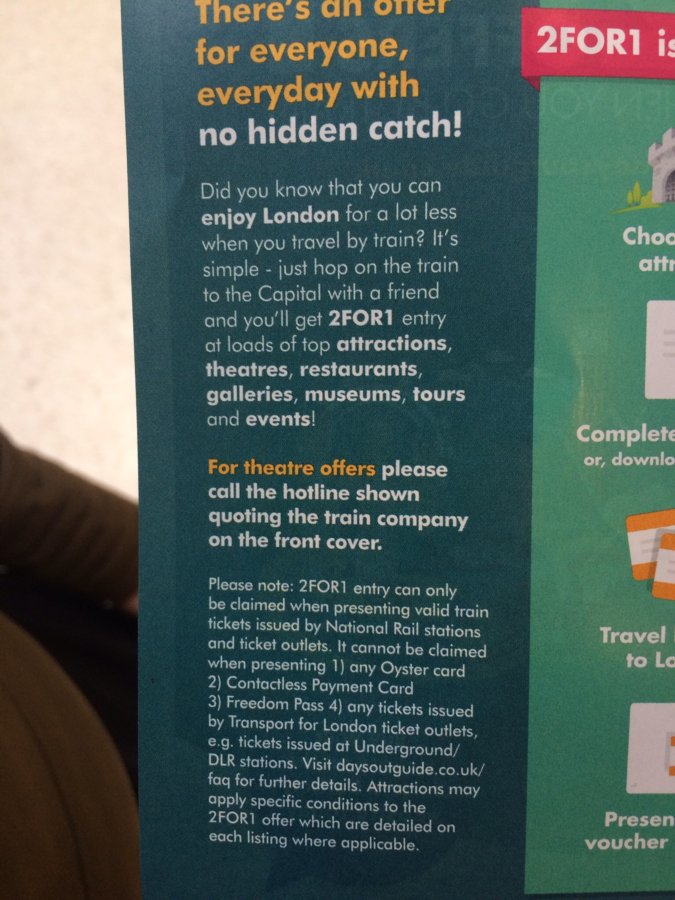 There's an offer
for everyone,
everyday with
no hidden catch!
Did you know that you can
enjoy London for a lot less
when you travel by train? It's
simple - just hop on the train
to the Capital with a friend
and you'll get 2FOR1 entry
at loads of top attractions,
theatres, restaurants,
galleries, museums, tours
and events!
For theatre offers please
call the hotline shown
quoting the train company
on the front cover.
Please note: 2FOR1 entry can only
be claimed when presenting valid train
tickets issued by National Rail stations
and ticket outlets. It cannot be claimed
when presenting 1) any Oyster card
2) Contactless Payment Card
3) Freedom Pass 4) any tickets issued
by Transport for London ticket outlets,
e.g. tickets issued at Underground/
DLR stations. Visit daysoutguide.co.uk/
faq for further details. Attractions may
apply specific conditions to the
2FOR1 offer which are detailed on
each listing where applicable.
2FOR1 is
Choo
attr
Complete
or, downlo
Travel
to Lo
Presen
voucher